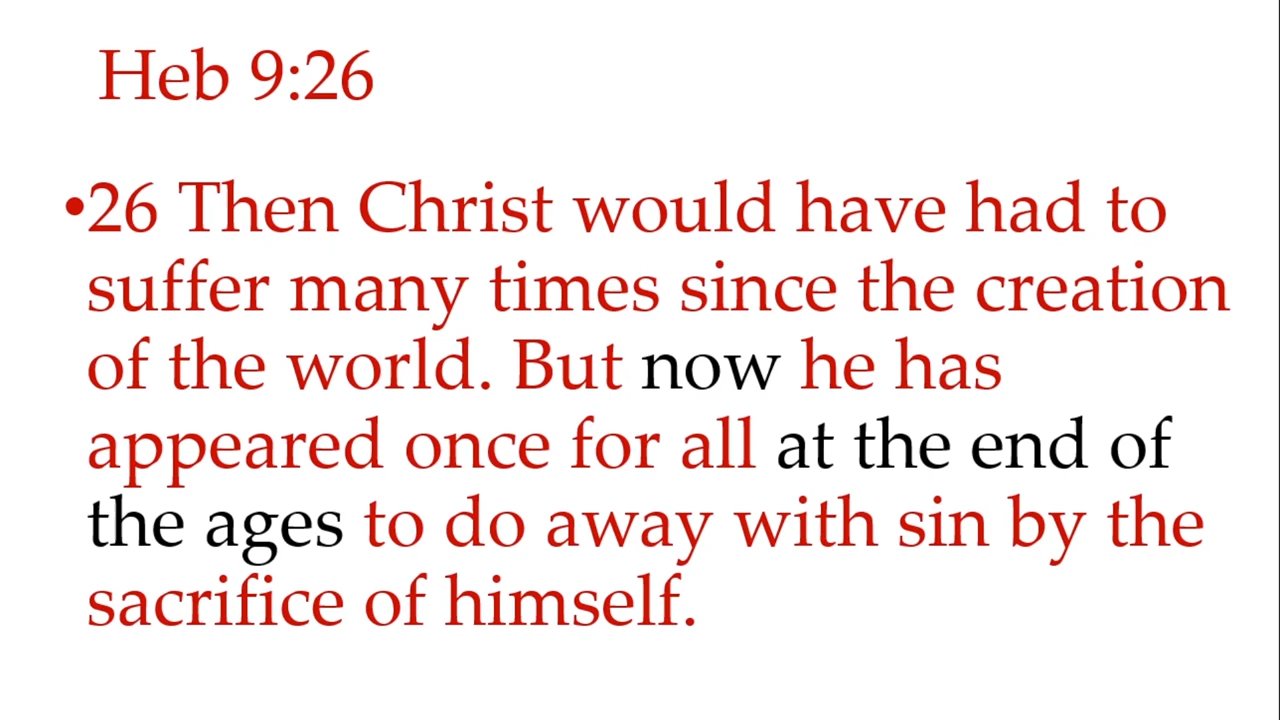 Heb 9:26
•26 Then Christ would have had to
suffer many times since the creation
of the world. But now he has
appeared once for all at the end of
the ages to do away with sin by the
sacrifice of himself.